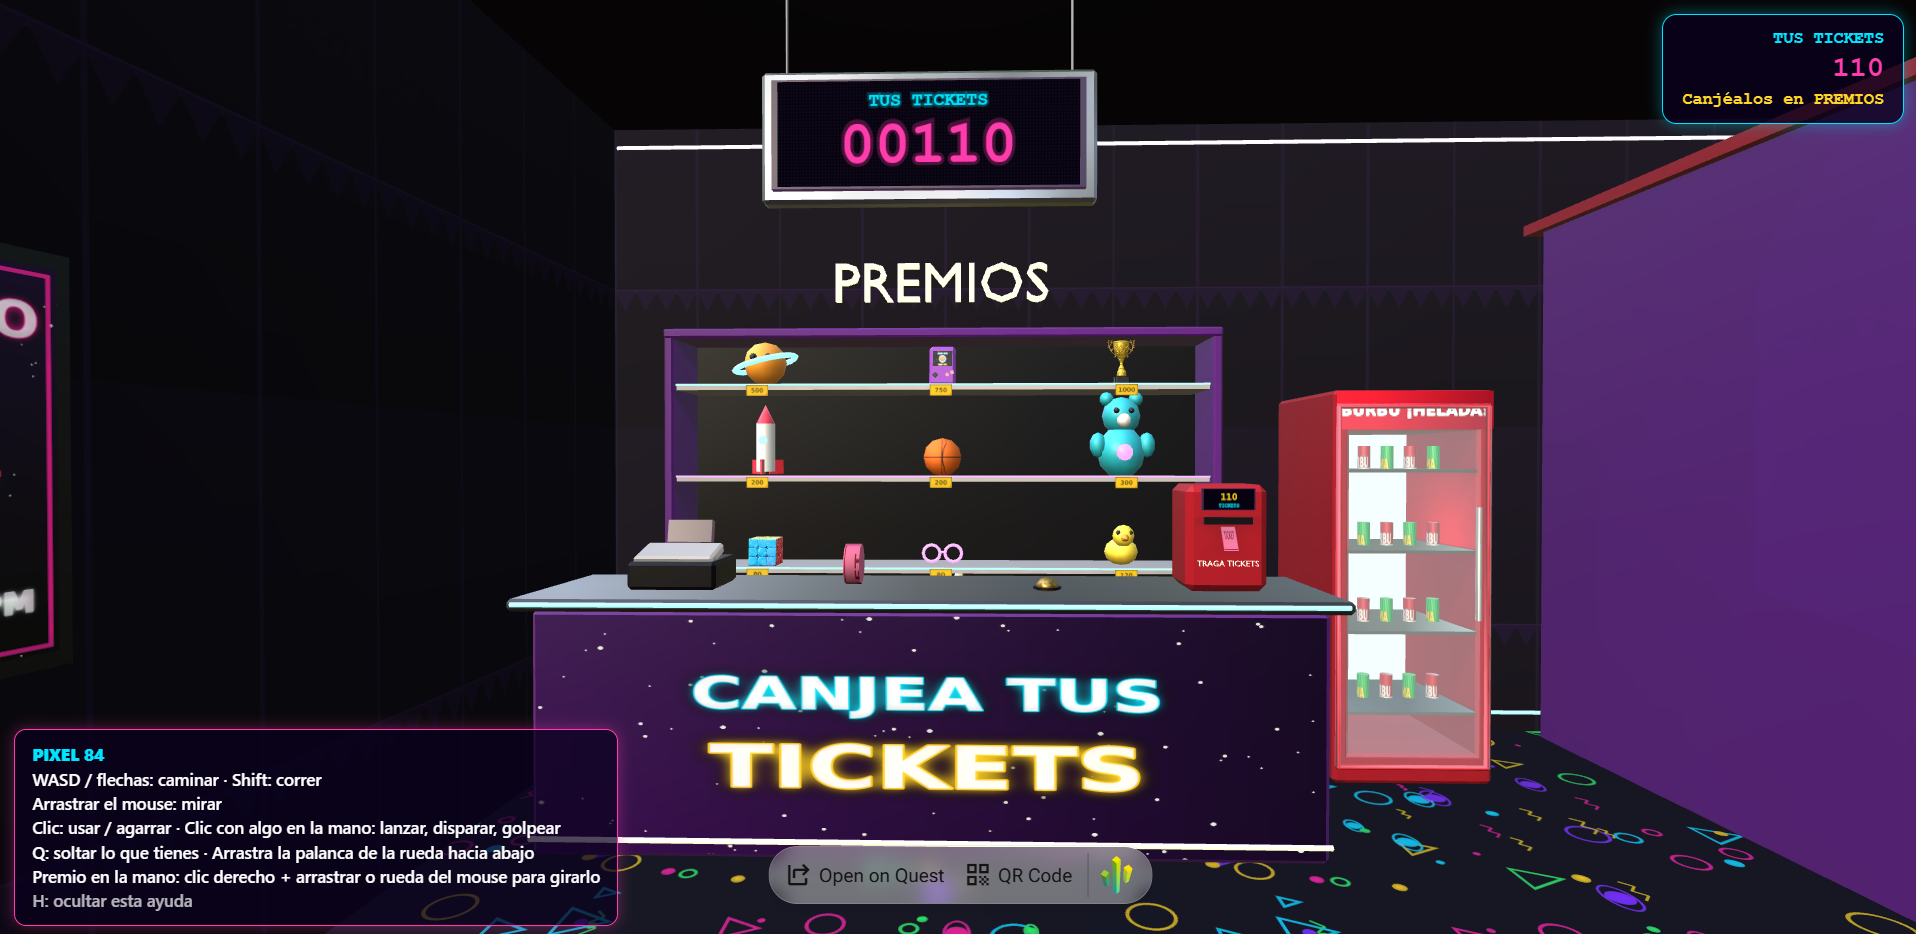 TUS TICKETS
110
Canjéalos en PREMIOS
TUS TICKETS
00110
PREMIOS
500
750
1000
200
200
300
110
TICKETS
TRAGA TICKETS
BURBU ¡HELADA!
CANJEA TUS
TICKETS
PIXEL 84
WASD / flechas: caminar · Shift: correr
Arrastrar el mouse: mirar
Clic: usar / agarrar · Clic con algo en la mano: lanzar, disparar, golpear
Q: soltar lo que tienes · Arrastra la palanca de la rueda hacia abajo
Premio en la mano: clic derecho + arrastrar o rueda del mouse para girarlo
H: ocultar esta ayuda
Open on Quest
QR Code